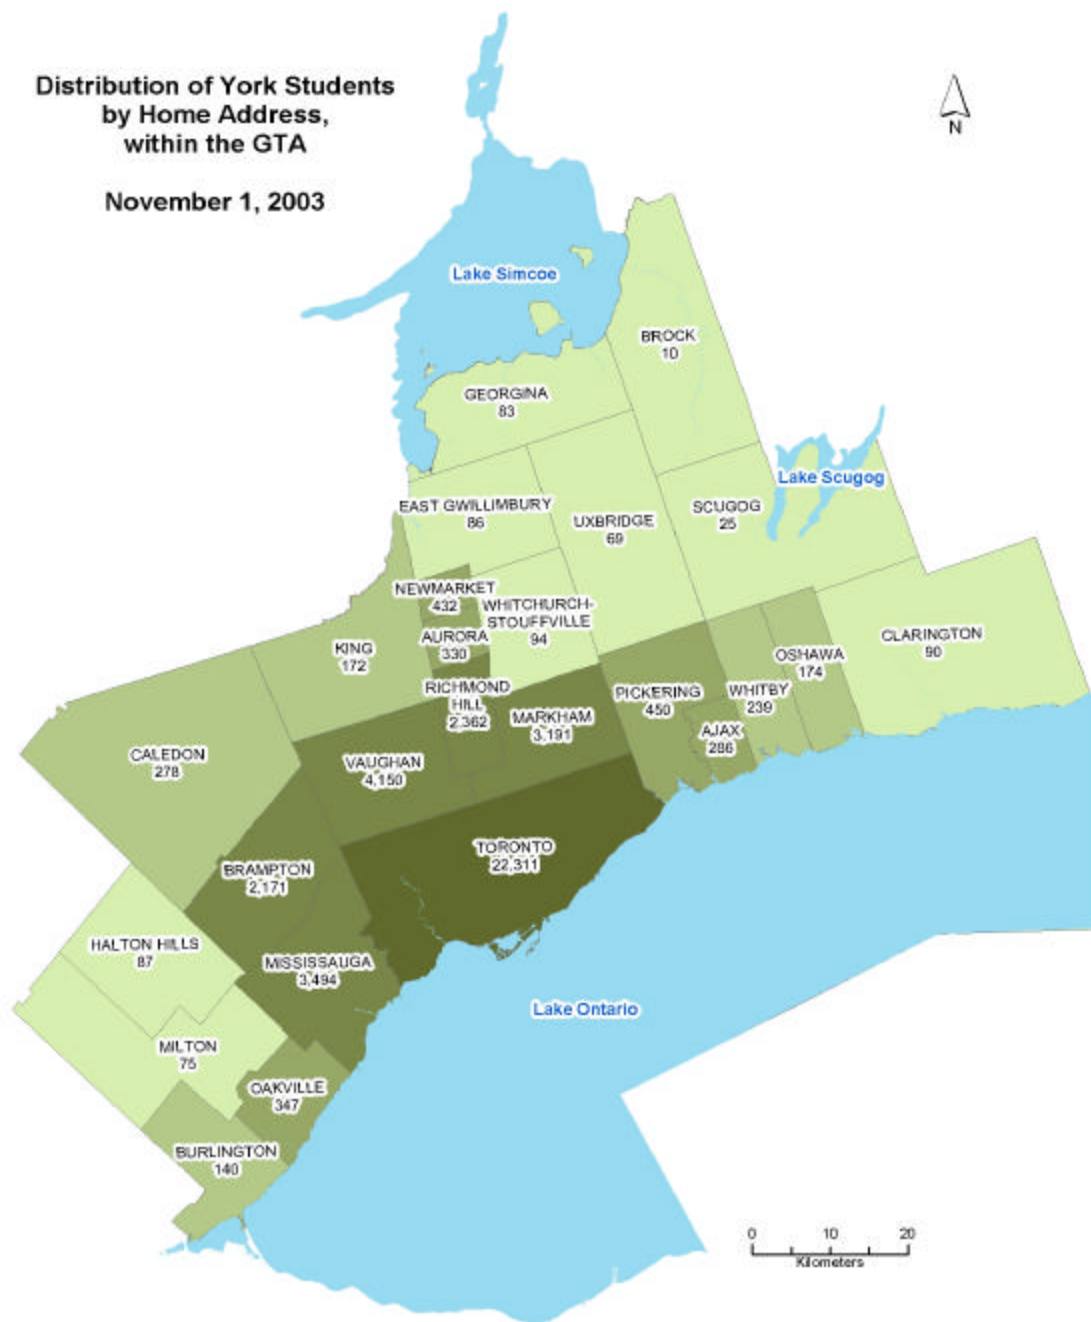 Distribution of York Students
by Home Address,
within the GTA
November 1, 2003
N
Lake Simcoe
BROCK
10
GEORGINA
83
Lake Scugog
EAST GWILLIMBURY
86
UXBRIDGE
69
SCUGOG
25
NEWMARKET
432
WHITCHURCH-
STOUFFVILLE
94
AURORA
330
KING
172
CLARINGTON
90
OSHAWA
174
WHITBY
239
PICKERING
450
AJAX
286
RICHMOND
HILL
2,362
MARKHAM
3,191
CALEDON
278
VAUGHAN
4,150
TORONTO
22,311
BRAMPTON
2,171
HALTON HILLS
87
MISSISSAUGA
3,494
Lake Ontario
MILTON
75
OAKVILLE
347
BURLINGTON
140
0 10 20
Kilometers